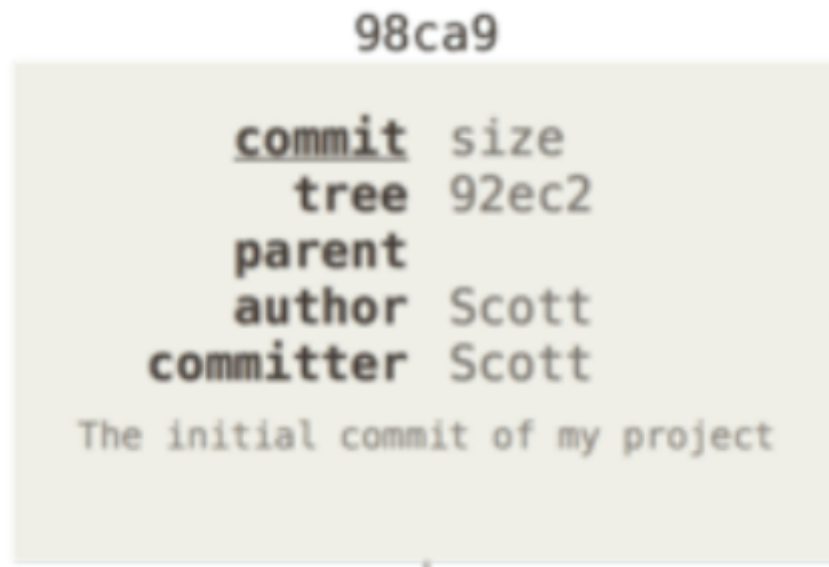 98ca9
commit size
tree 92ec2
parent
author Scott
committer Scott
The initial commit of my project